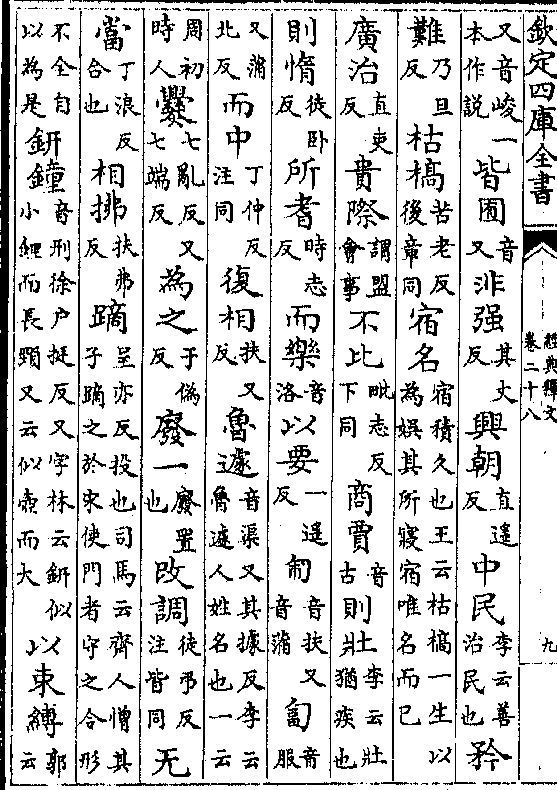 欽定四庫全書
經典釋文
卷二十八
九
又音峻一本作説皆囿音又非强其丈反興朝直遥反中民李云善治民也矜
難乃旦反枯槁苦老反後章同宿名宿積久也王云枯槁一生以為娛其所寢宿唯名而已
廣治直吏反貴際謂盟會事不比毗志反下同商賈音古則壯李云壯猶疾也
則惰徒卧反所耆時志反而樂音洛以要一遥反匍音扶又音蒲匐音服
又蒲北反而中丁仲反注同復相扶又反魯遽音渠又其據反李云魯遽人姓名也一云
周初時人爨七亂反又七端反為之于偽反廢一廢置也改調徒弔反注皆同无
當丁浪反合也相拂扶弗反蹢呈亦反投也司馬云齊人憎其子蹢之於宋使門者守之合形
不全自以為是鈃鐘音刑徐户挺反又字林云鈃似小鍾而長頸又云似壺而大以束縛郭云